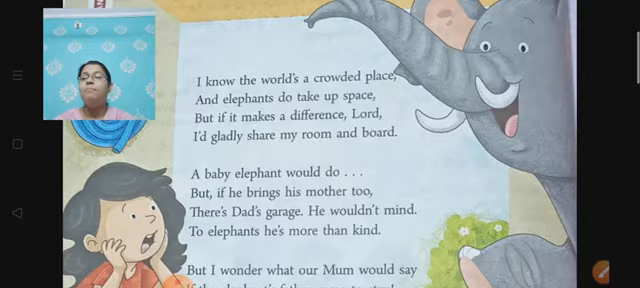 I know the world's a crowded place,
And elephants do take up space,
But if it makes a difference, Lord,
I'd gladly share my room and board.
A baby elephant would do . . .
But, if he brings his mother too,
There's Dad's garage. He wouldn't mind.
To elephants he's more than kind.
But I wonder what our Mum would say